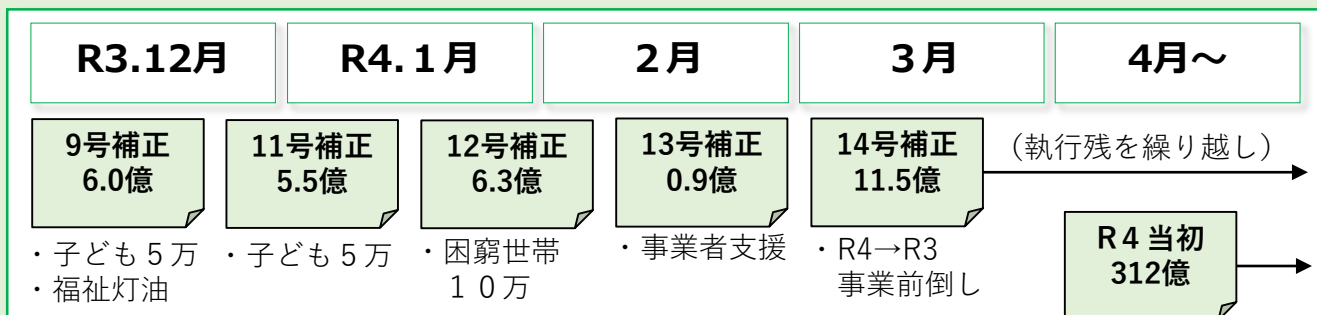 R3.12月
R4.１月
２月
３月
4月～
9号補正
6.0億
11号補正
5.5億
12号補正
6.3億
13号補正
0.9億
14号補正
11.5億
（執行残を繰り越し）
・子ども５万
・福祉灯油
・子ども５万
・困窮世帯
１０万
・事業者支援
・R4→R3
事業前倒し
R４当初
312億